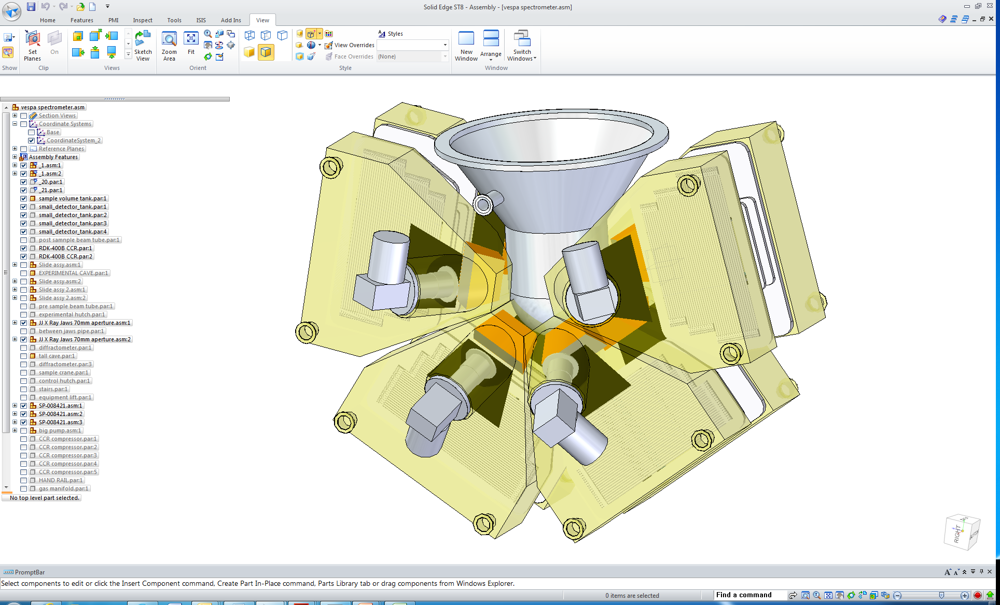 Solid Edge ST8 - Assembly - [vespa spectrometer.asm]
Home Features PMI Inspect Tools ISIS Add Ins View
Set Planes
On
Sketch View
Zoom Area
Fit
View Overrides
Face Overrides
Styles
(None)
New Window
Arrange
Switch Windows
Show Clip Views Orient Style Window
vespa spectrometer.asm
Section Views
Coordinate Systems
Base
CoordinateSystem_2
Reference Planes
Assembly Features
_1.asm:1
_1.asm:2
_20.par:1
_21.par:1
sample volume tank.par:1
small_detector_tank.par:1
small_detector_tank.par:2
small_detector_tank.par:3
small_detector_tank.par:4
post samnple beam tube.par:1
RDK-400B CCR.par:1
RDK-400B CCR.par:2
Slide assy.asm:1
EXPERIMENTAL CAVE.par:1
Slide assy.asm:2
Slide assy 2.asm:1
Slide assy 2.asm:2
pre sample beam tube.par:1
experimental hutch.par:1
JJ X Ray Jaws 70mm aperture.asm:1
between jaws pipe.par:1
JJ X Ray Jaws 70mm aperture.asm:2
diffractometer.par:1
tall cave.par:1
diffractometer.par:3
sample crane.par:1
control hutch.par:1
stairs.par:1
equipment lift.par:1
SP-008421.asm:1
SP-008421.asm:2
SP-008421.asm:3
big pump.asm:1
CCR compressor.par:1
CCR compressor.par:2
CCR compressor.par:3
CCR compressor.par:4
CCR compressor.par:5
HAND RAIL.par:1
gas manifold.par:1
No top level part selected.
RIGHT
PromptBar
Select components to edit or click the Insert Component command, Create Part In-Place command, Parts Library tab or drag components from Windows Explorer.
0 items are selected
Find a command